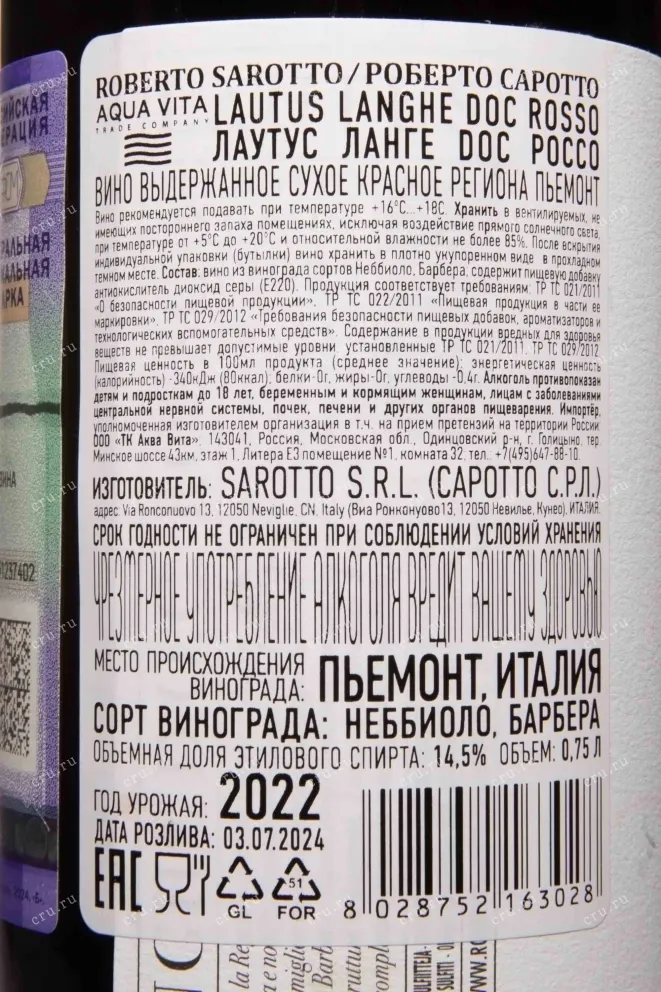 ROBERTO SAROTTO/РОБЕРТО САРОТТО
AQUA VITA
TRADE COMPANY
LAUTUS LANGHE DOC ROSSO
ЛАУТУС ЛАНГЕ DOC РОССО
ВИНО ВЫДЕРЖАННОЕ СУХОЕ КРАСНОЕ РЕГИОНА ПЬЕМОНТ
Вино рекомендуется подавать при температуре +16°С...+18С. Хранить в вентилируемых, не
имеющих постороннего запаха помещениях, исключая воздействие прямого солнечного света,
при температуре от +5°С до +20°С и относительной влажности не более 85%. После вскрытия
индивидуальной упаковки (бутылки) вино хранить в плотно укупоренном виде в прохладном
темном месте. Состав: вино из винограда сортов Неббиоло, Барбера, содержит пищевую добавку
антиокислитель диоксид серы (Е220). Продукция соответствует требованиям: ТР ТС 021/2011
«О безопасности пищевой продукции», ТР ТС 022/2011 «Пищевая продукция в части ее
маркировки», ТР ТС 029/2012 «Требования безопасности пищевых добавок, ароматизаторов и
технологических вспомогательных средств». Содержание в продукции вредных для здоровья
веществ не превышает допустимые уровни, установленные ТР ТС 021/2011, ТР ТС 029/2012.
Пищевая ценность в 100мл продукта (среднее значение): энергетическая ценность
(калорийность) -340кДж (80ккал); белки-0г, жиры-0г, углеводы -0,4г. Алкоголь противопоказан
детям и подросткам до 18 лет, беременным и кормящим женщинам, лицам с заболеваниями
центральной нервной системы, почек, печени и других органов пищеварения. Импортёр,
уполномоченная изготовителем организация в т.ч. на прием претензий на территории России:
ООО «ТК Аква Вита». 143041, Россия, Московская обл., Одинцовский р-н, г. Голицыно, тер.
Минское шоссе 43км, этаж 1, Литера Е3 помещение №1, комната 32, тел.: +7(495)647-88-10.
ИЗГОТОВИТЕЛЬ: SAROTTO S.R.L. (САРОТТО С.Р.Л.)
адрес: Via Ronconuovo 13, 12050 Neviglie, CN, Italy (Виа Ронконуово13, 12050 Невилье, Кунео), ИТАЛИЯ.
СРОК ГОДНОСТИ НЕ ОГРАНИЧЕН ПРИ СОБЛЮДЕНИИ УСЛОВИЙ ХРАНЕНИЯ
ЧРЕЗМЕРНОЕ УПОТРЕБЛЕНИЕ АЛКОГОЛЯ ВРЕДИТ ВАШЕМУ ЗДОРОВЬЮ
МЕСТО ПРОИСХОЖДЕНИЯ
ВИНОГРАДА: ПЬЕМОНТ, ИТАЛИЯ
СОРТ ВИНОГРАДА: НЕББИОЛО, БАРБЕРА
ОБЪЕМНАЯ ДОЛЯ ЭТИЛОВОГО СПИРТА: 14,5% ОБЪЕМ: 0,75 Л
ГОД УРОЖАЯ: 2022
ДАТА РОЗЛИВА: 03.07.2024
EAC
GL
51
FOR
8 028752 163028
cru.ru